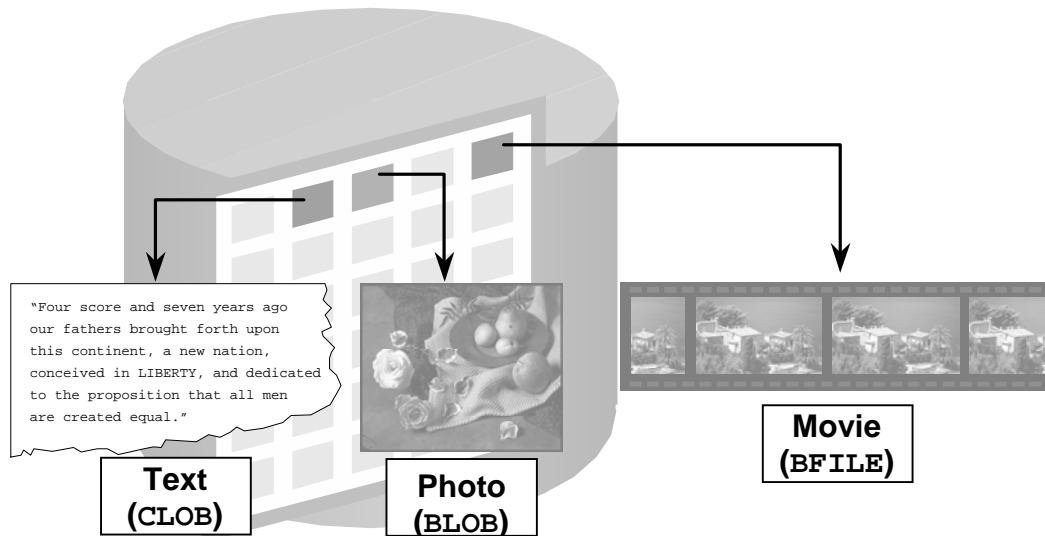 “Four score and seven years ago
our fathers brought forth upon
this continent, a new nation,
conceived in LIBERTY, and dedicated
to the proposition that all men
are created equal.”
Text
(CLOB)
Photo
(BLOB)
Movie
(BFILE)